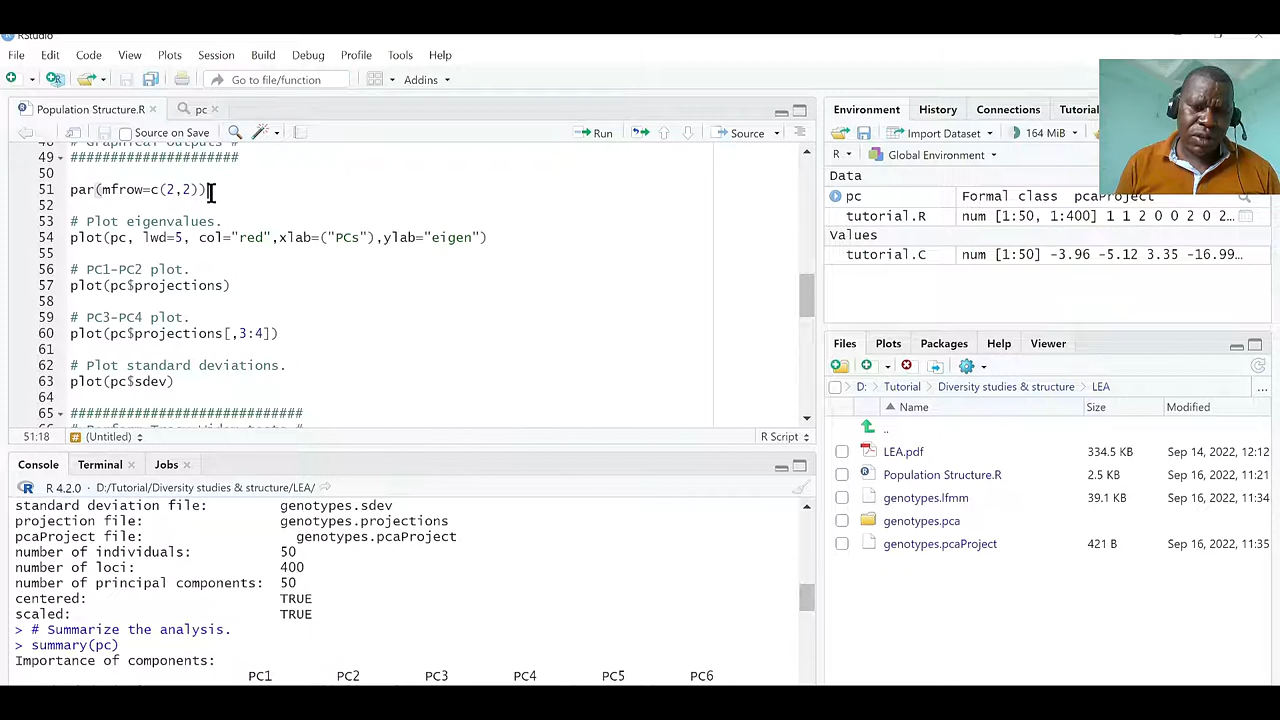 RStudio
File Edit Code View Plots Session Build Debug Profile Tools Help
Go to file/function Addins
Population Structure.R pc
Source on Save Run Source
48 # Graphical outputs #
49 #####################
50
51 par(mfrow=c(2,2))
52
53 # Plot eigenvalues.
54 plot(pc, lwd=5, col="red",xlab=("PCs"),ylab="eigen")
55
56 # PC1-PC2 plot.
57 plot(pc$projections)
58
59 # PC3-PC4 plot.
60 plot(pc$projections[,3:4])
61
62 # Plot standard deviations.
63 plot(pc$sdev)
64
65 #############################
51:18 (Untitled) R Script
Console Terminal Jobs
R 4.2.0 · D:/Tutorial/Diversity studies & structure/LEA/
standard deviation file: genotypes.sdev
projection file: genotypes.projections
pcaProject file: genotypes.pcaProject
number of individuals: 50
number of loci: 400
number of principal components: 50
centered: TRUE
scaled: TRUE
> # Summarize the analysis.
> summary(pc)
Importance of components:
PC1 PC2 PC3 PC4 PC5 PC6
Environment History Connections Tutorial
Import Dataset 164 MiB
R Global Environment
Data
pc Formal class pcaProject
tutorial.R num [1:50, 1:400] 1 1 2 0 0 2 0 2...
Values
tutorial.C num [1:50] -3.96 -5.12 3.35 -16.99...
Files Plots Packages Help Viewer
D: Tutorial Diversity studies & structure LEA ...
Name Size Modified
..
LEA.pdf 334.5 KB Sep 14, 2022, 12:12
Population Structure.R 2.5 KB Sep 16, 2022, 11:21
genotypes.lfmm 39.1 KB Sep 16, 2022, 11:34
genotypes.pca
genotypes.pcaProject 421 B Sep 16, 2022, 11:35